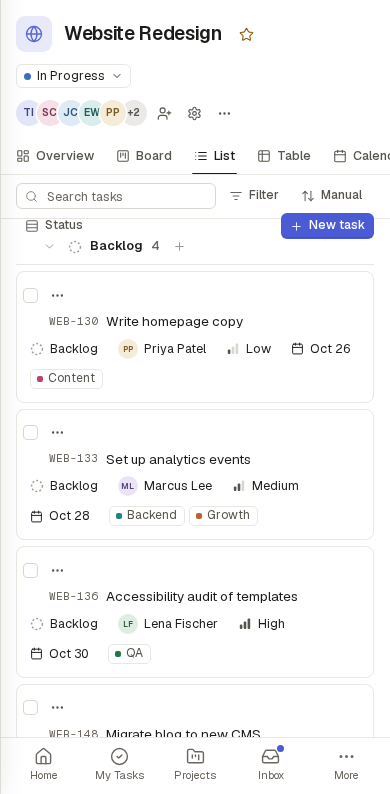 Website Redesign
In Progress
TI SC JC EW PP +2
Overview Board List Table Calen
Search tasks Filter Manual
Status New task
Backlog 4
WEB-130 Write homepage copy
Backlog PP Priya Patel Low Oct 26
Content
WEB-133 Set up analytics events
Backlog ML Marcus Lee Medium
Oct 28 Backend Growth
WEB-136 Accessibility audit of templates
Backlog LF Lena Fischer High
Oct 30 QA
WEB-148 Migrate blog to new CMS
Home My Tasks Projects Inbox More